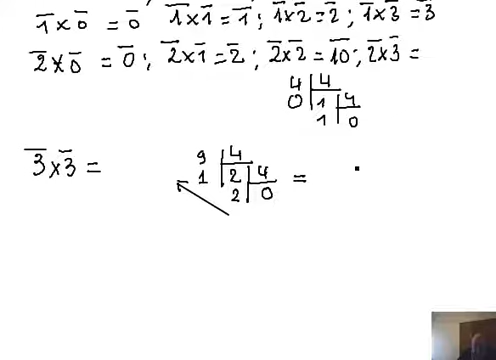 1̅ x 0̅ = 0̅ 1̅ x 1̅ = 1̅ ; 1̅ x 2̅ = 2̅ ; 1̅ x 3̅ = 3̅
2̅ x 0̅ = 0̅ ; 2̅ x 1̅ = 2̅ ; 2̅ x 2̅ = 1̅0̅ ; 2̅ x 3̅ =
4 4
0 1 4
1 0
3̅ x 3̅ = 9 4
1 2 4 =
2 0